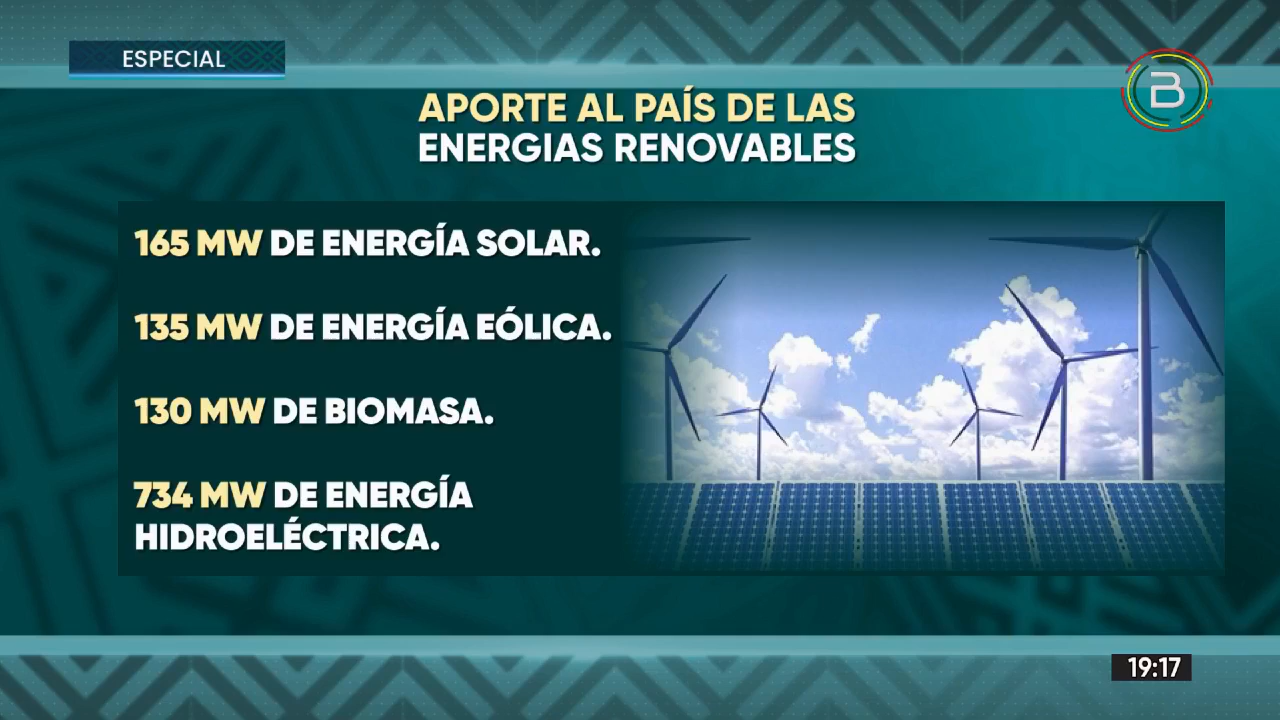 ESPECIAL
B
APORTE AL PAÍS DE LAS
ENERGIAS RENOVABLES
165 MW DE ENERGÍA SOLAR.
135 MW DE ENERGÍA EÓLICA.
130 MW DE BIOMASA.
734 MW DE ENERGÍA
HIDROELÉCTRICA.
19:17